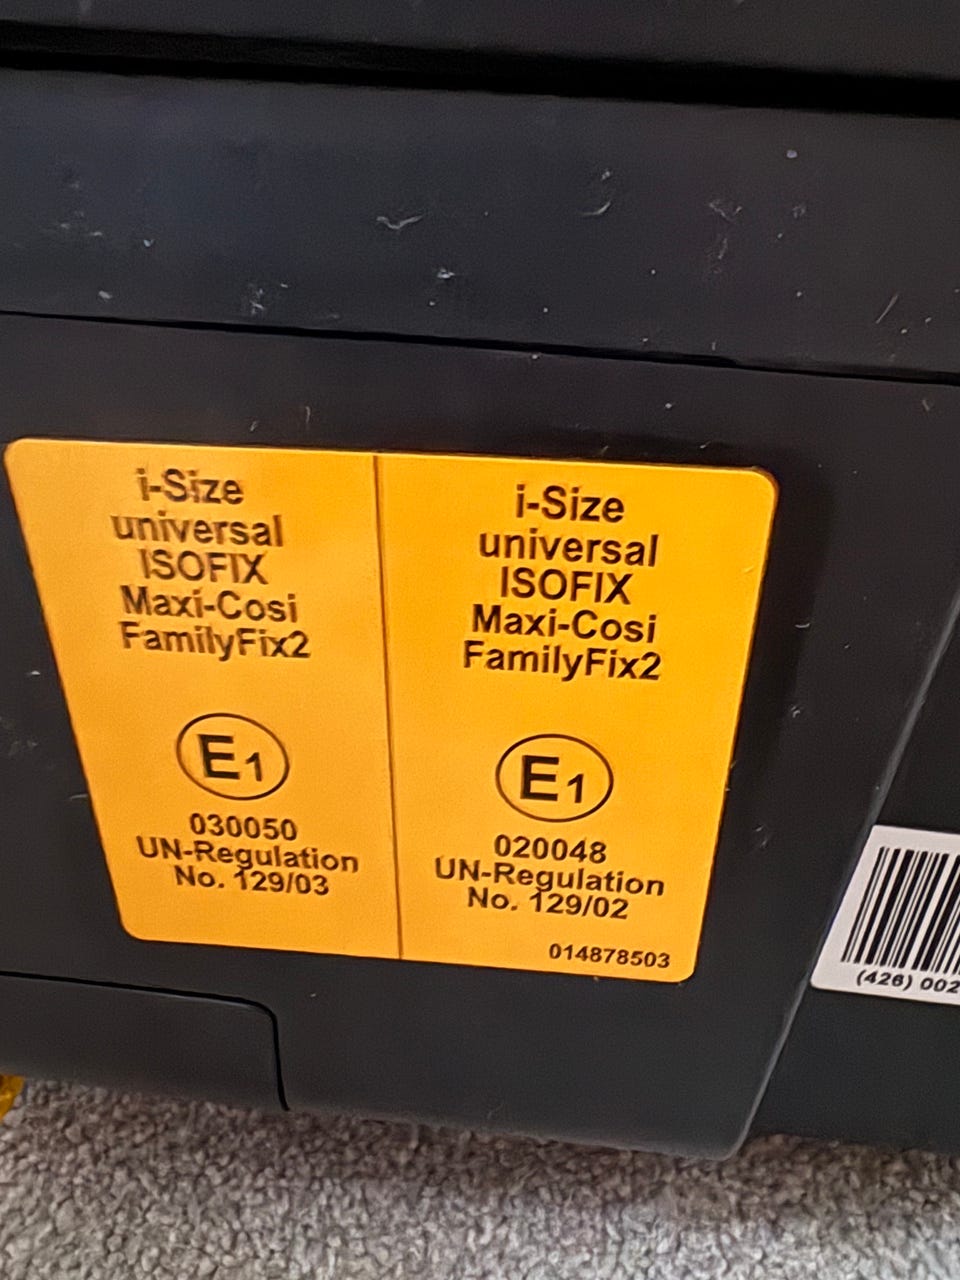 i-Size
universal
ISOFIX
Maxi-Cosi
FamilyFix2
E1
030050
UN-Regulation
No. 129/03
i-Size
universal
ISOFIX
Maxi-Cosi
FamilyFix2
E1
020048
UN-Regulation
No. 129/02
014878503
(426) 002